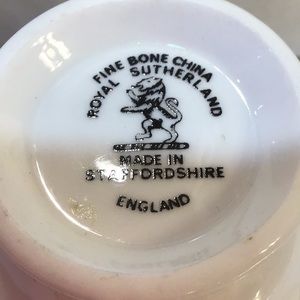 FINE BONE CHINA
ROYAL SUTHERLAND
MADE IN
STAFFORDSHIRE
ENGLAND